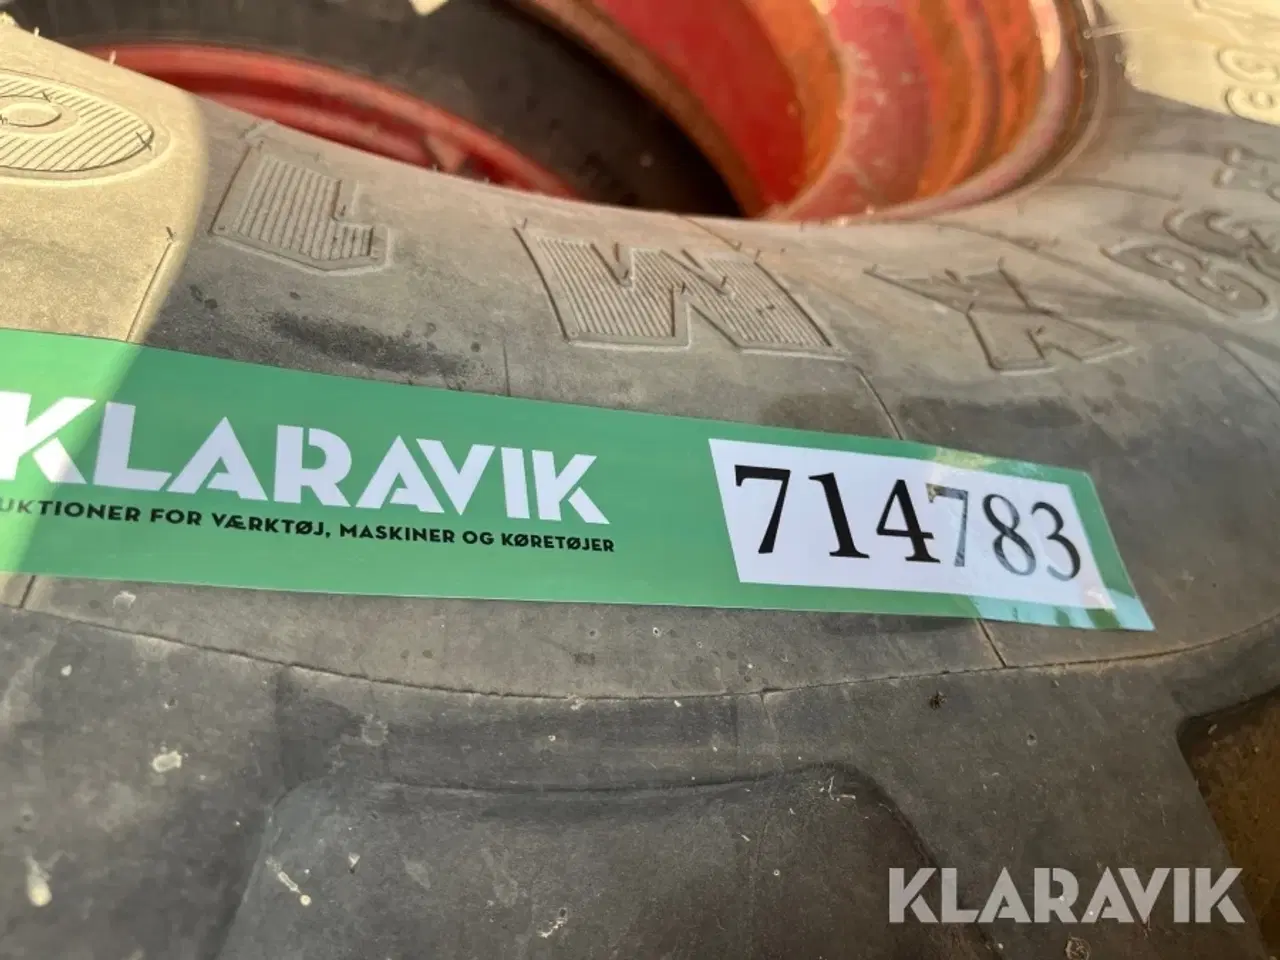 KLARAVIK
UKTIONER FOR VÆRKTØJ, MASKINER OG KØRETØJER
714783
KLARAVIK